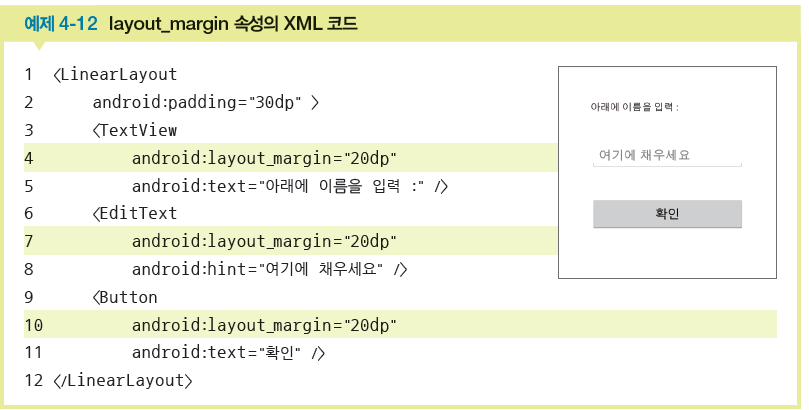 예제 4-12 layout_margin 속성의 XML 코드
1 <LinearLayout
2 android:padding="30dp" >
3 <TextView
4 android:layout_margin="20dp"
5 android:text="아래에 이름을 입력 :" />
6 <EditText
7 android:layout_margin="20dp"
8 android:hint="여기에 채우세요" />
9 <Button
10 android:layout_margin="20dp"
11 android:text="확인" />
12 </LinearLayout>
아래에 이름을 입력 :
여기에 채우세요
확인